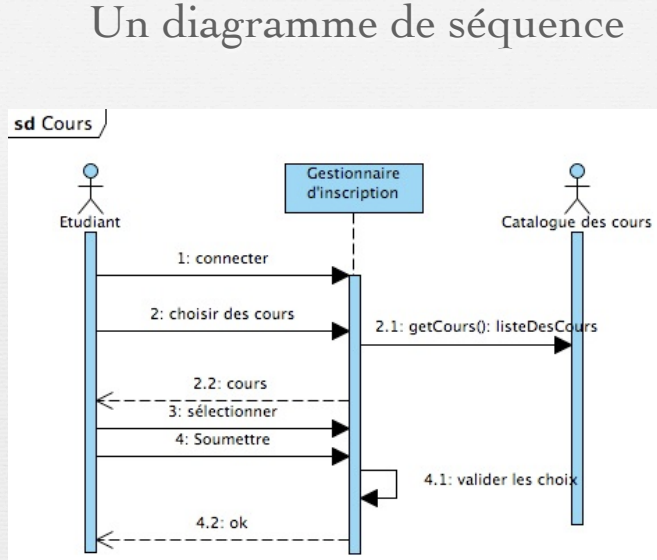 Un diagramme de séquence
sd Cours
Gestionnaire
d'inscription
Etudiant
Catalogue des cours
1: connecter
2: choisir des cours
2.1: getCours(): listeDesCours
2.2: cours
3: sélectionner
4: Soumettre
4.1: valider les choix
4.2: ok